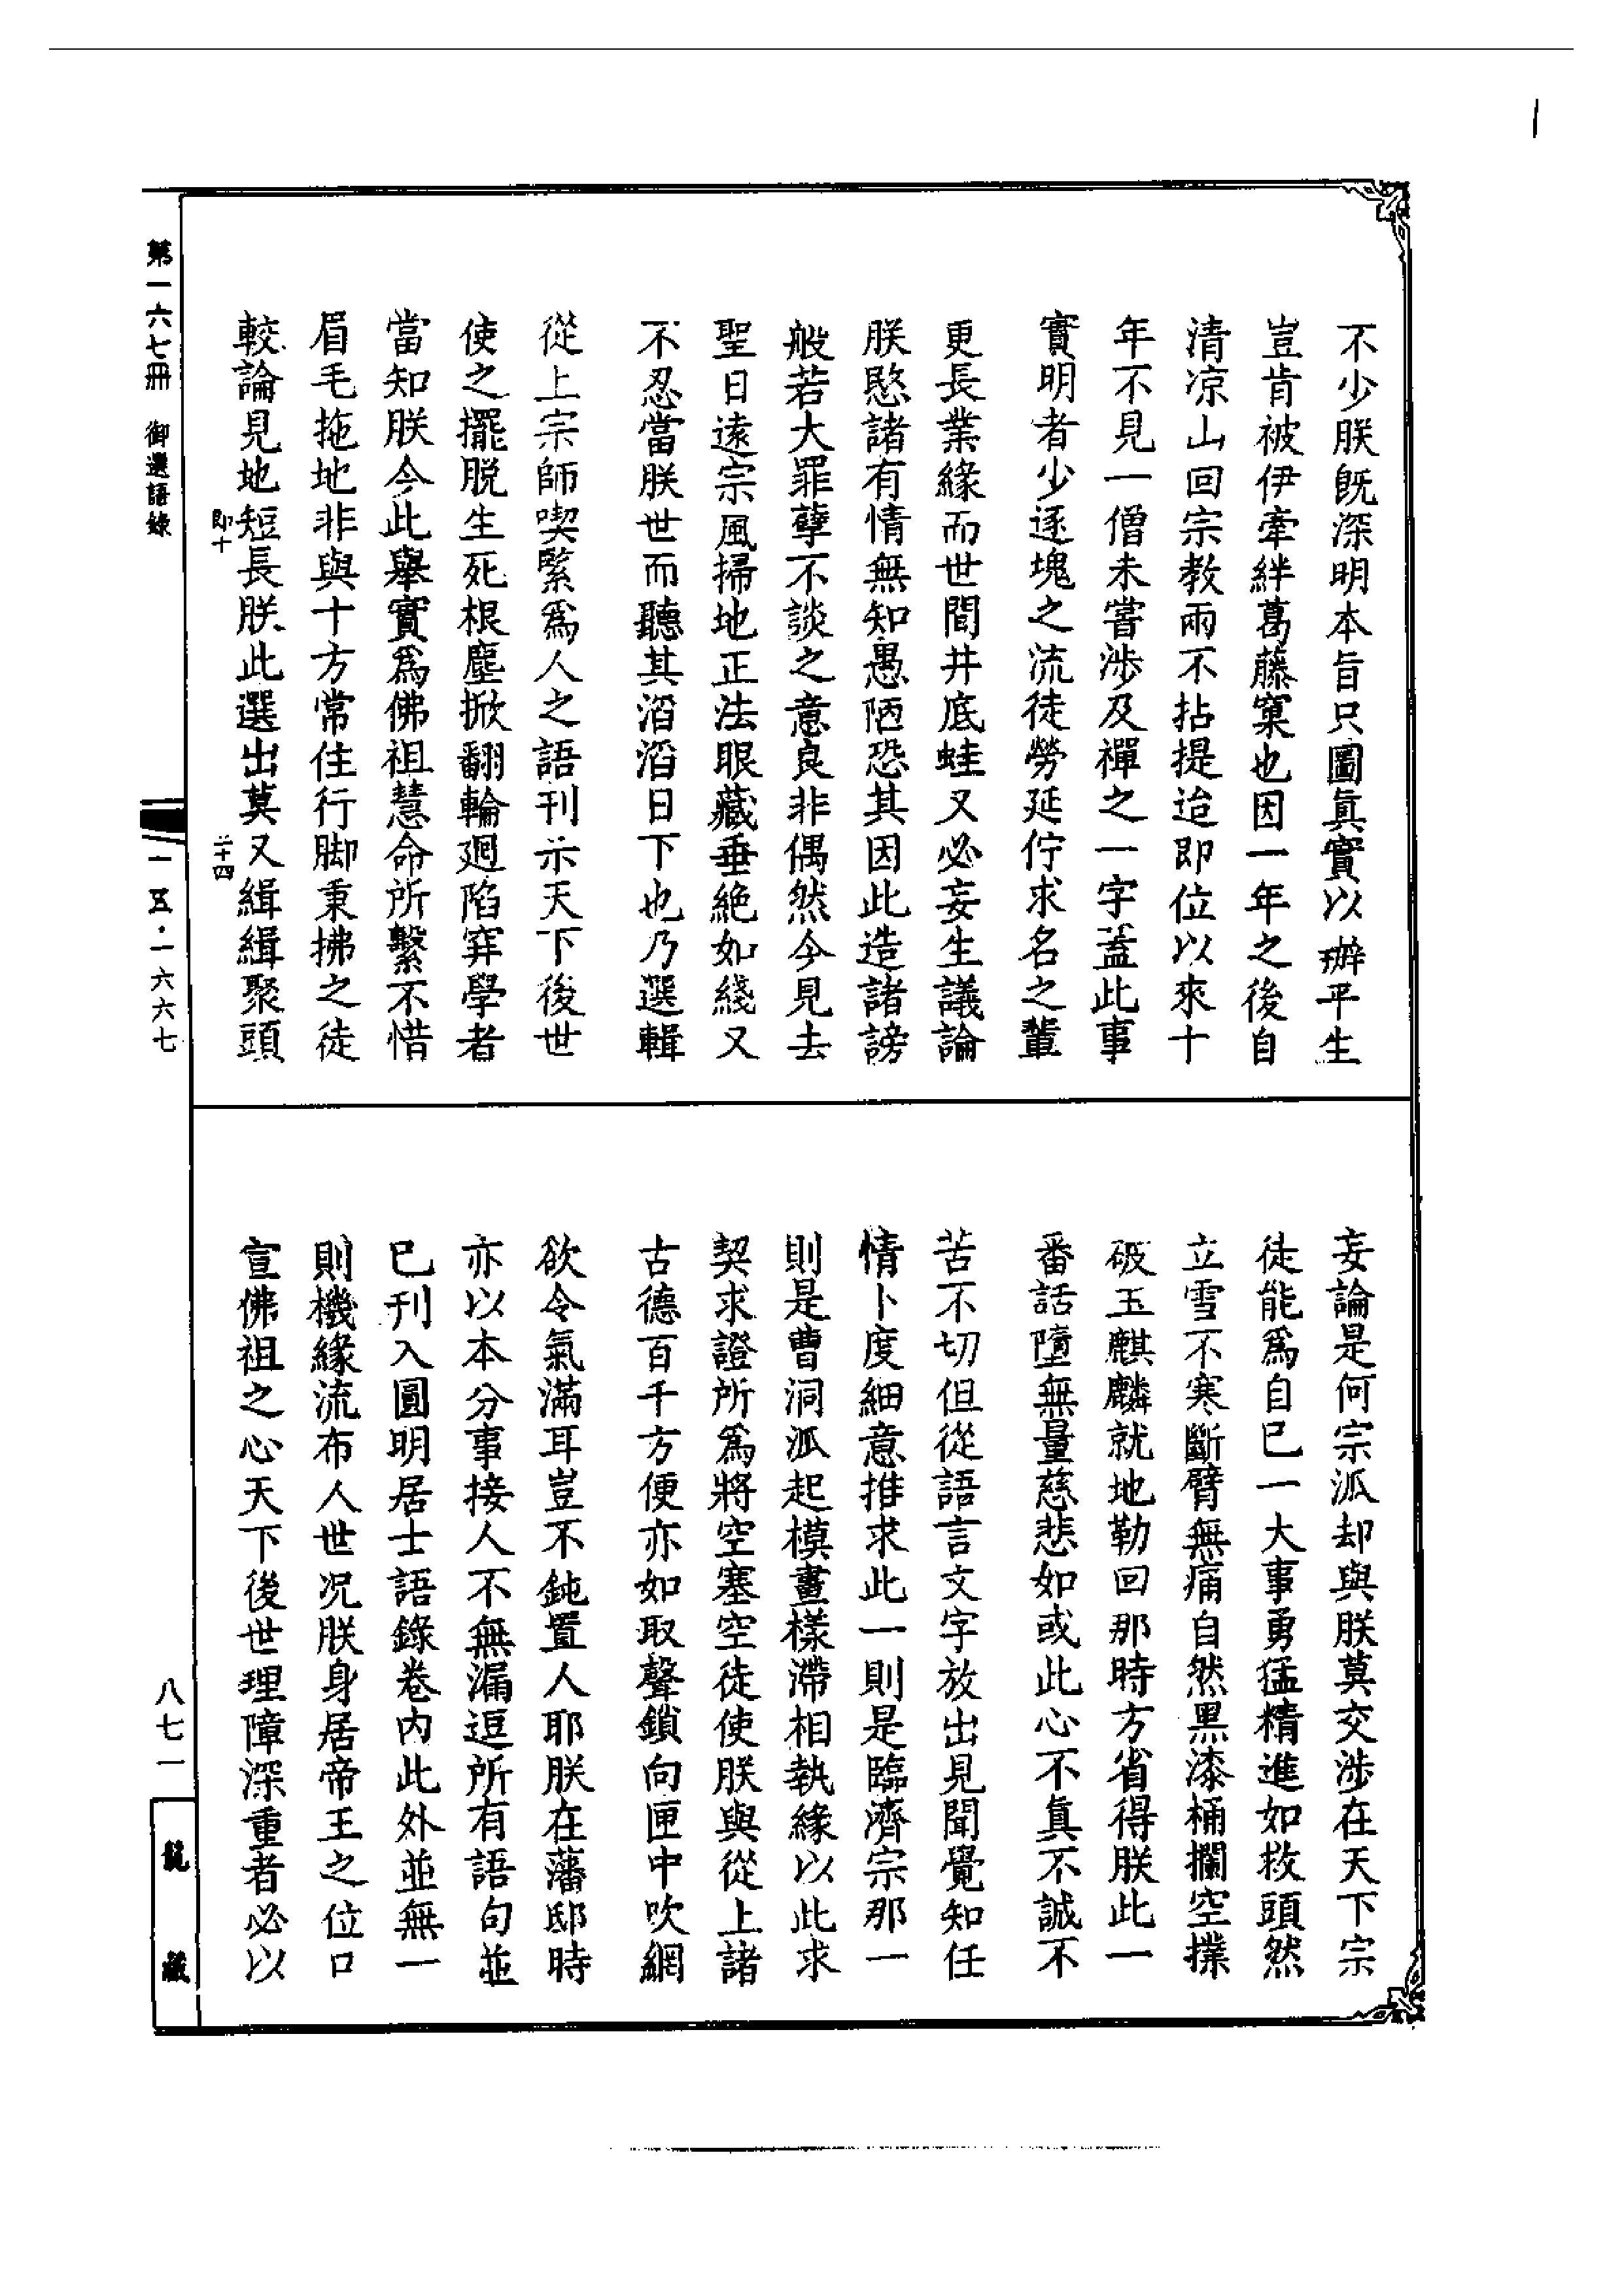 不少朕既深明本旨只圖真實以辦平生
豈肯被伊牽絆葛藤窠也因一年之後自
清涼山回宗教兩不拈提迨即位以來十
年不見一僧未嘗涉及禪之一字蓋此事
實明者少逐塊之流徒勞延佇求名之輩
更長業緣而世間井底蛙又必妄生議論
朕愍諸有情無知愚陋恐其因此造諸謗
般若大罪孽不談之意良非偶然今見去
聖日遠宗風掃地正法眼藏垂絕如綫又
不忍當朕世而聽其滔滔日下也乃選輯
從上宗師喫緊為人之語刊示天下後世
使之擺脱生死根塵掀翻輪廻陷穽學者
當知朕今此舉實為佛祖慧命所繫不惜
眉毛拖地非與十方常住行脚秉拂之徒
較論見地短長朕此選出莫又緝緝聚頭
妄論是何宗派却與朕莫交涉在天下宗
徒能為自己一大事勇猛精進如救頭然
立雪不寒斷臂無痛自然黑漆桶攔空撲
破玉麒麟就地勒回那時方省得朕此一
番話墮無量慈悲如或此心不真不誠不
苦不切但從語言文字放出見聞覺知任
情卜度細意推求此一則是臨濟宗那一
則是曹洞派起模畫樣滯相執緣以此求
契求證所為將空塞空徒使朕與從上諸
古德百千方便亦如取聲鎖向匣中吹網
欲令氣滿耳豈不鈍置人耶朕在藩邸時
亦以本分事接人不無漏逗所有語句並
已刊入圓明居士語錄卷內此外並無一
則機緣流布人世况朕身居帝王之位口
宣佛祖之心天下後世理障深重者必以
即十
二十四
第一六七冊 御選語錄
一五·一六六七
八七一
龍藏